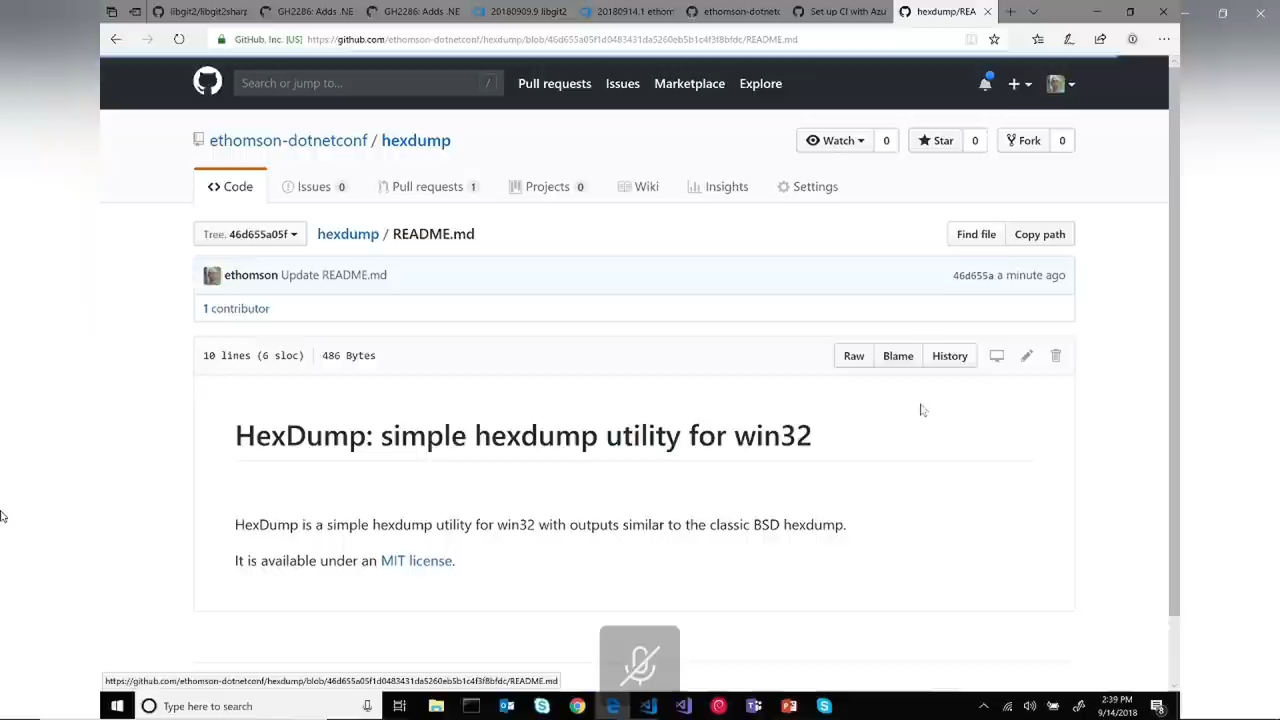 libgit2/libgit2sharp
GH2286: Adds .NE
GH2286: Adds .NE
20180909.9 libgit2
20180914.1 ethom
ethomson-dotnetc
Set up CI with Azu
hexdump/REA
GitHub, Inc. [US] https://github.com/ethomson-dotnetconf/hexdump/blob/46d655a05f1d0483431da5260eb5b1c4f3f8bfdc/README.md
Search or jump to... /
Pull requests Issues Marketplace Explore
ethomson-dotnetconf / hexdump
Watch 0
Star 0
Fork 0
Code Issues 0 Pull requests 1 Projects 0 Wiki Insights Settings
Tree: 46d655a05f
hexdump / README.md
Find file Copy path
ethomson Update README.md
46d655a a minute ago
1 contributor
10 lines (6 sloc) 486 Bytes
Raw Blame History
HexDump: simple hexdump utility for win32
HexDump is a simple hexdump utility for win32 with outputs similar to the classic BSD hexdump.
It is available under an MIT license.
https://github.com/ethomson-dotnetconf/hexdump/blob/46d655a05f1d0483431da5260eb5b1c4f3f8bfdc/README.md
Type here to search
2:39 PM
9/14/2018